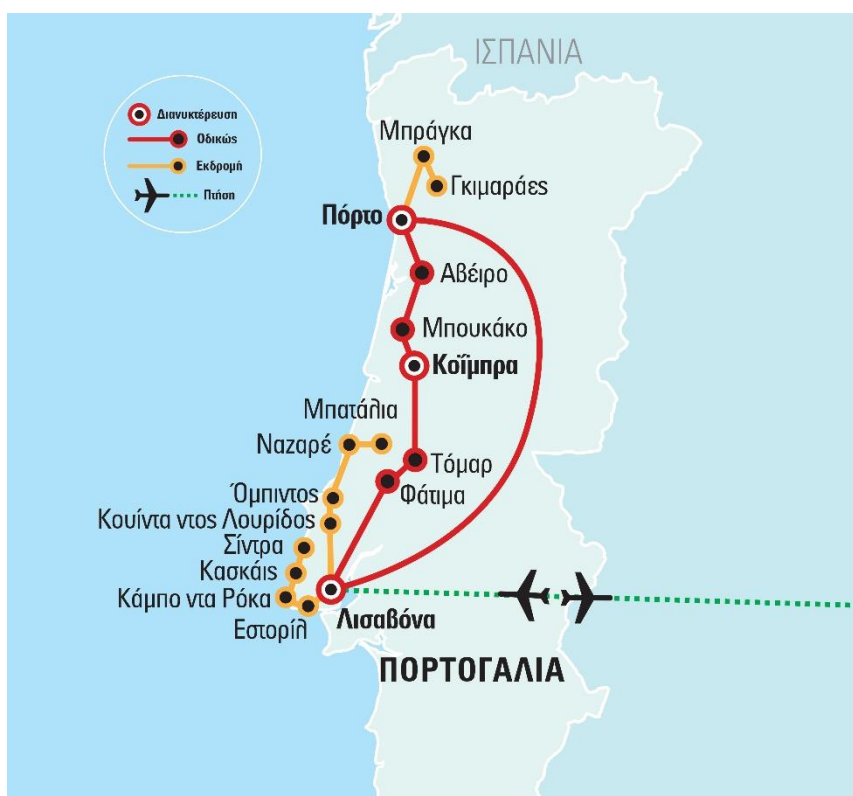 ΙΣΠΑΝΙΑ
Διανυκτέρευση
Οδικώς
Εκδρομή
Πτήση
Μπράγκα
Γκιμαράες
Πόρτο
Αβέιρο
Μπουκάκο
Κοΐμπρα
Μπατάλια
Ναζαρέ
Τόμαρ
Φάτιμα
Όμπιντος
Κουίντα ντος Λουρίδος
Σίντρα
Κασκάις
Κάμπο ντα Ρόκα
Εστορίλ
Λισαβόνα
ΠΟΡΤΟΓΑΛΙΑ